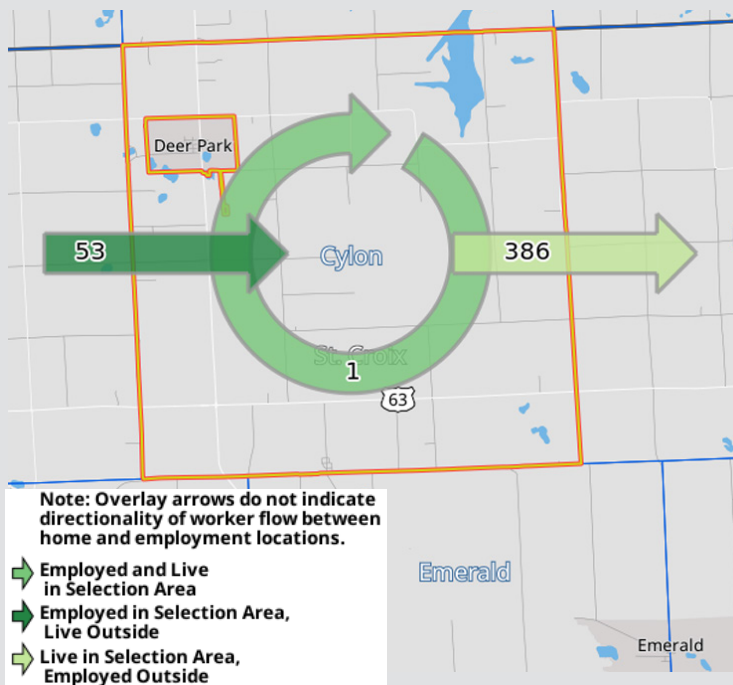 Deer Park
53
Cylon
386
St. Croix
1
63
Note: Overlay arrows do not indicate
directionality of worker flow between
home and employment locations.
Employed and Live
in Selection Area
Employed in Selection Area,
Live Outside
Live in Selection Area,
Employed Outside
Emerald
Emerald